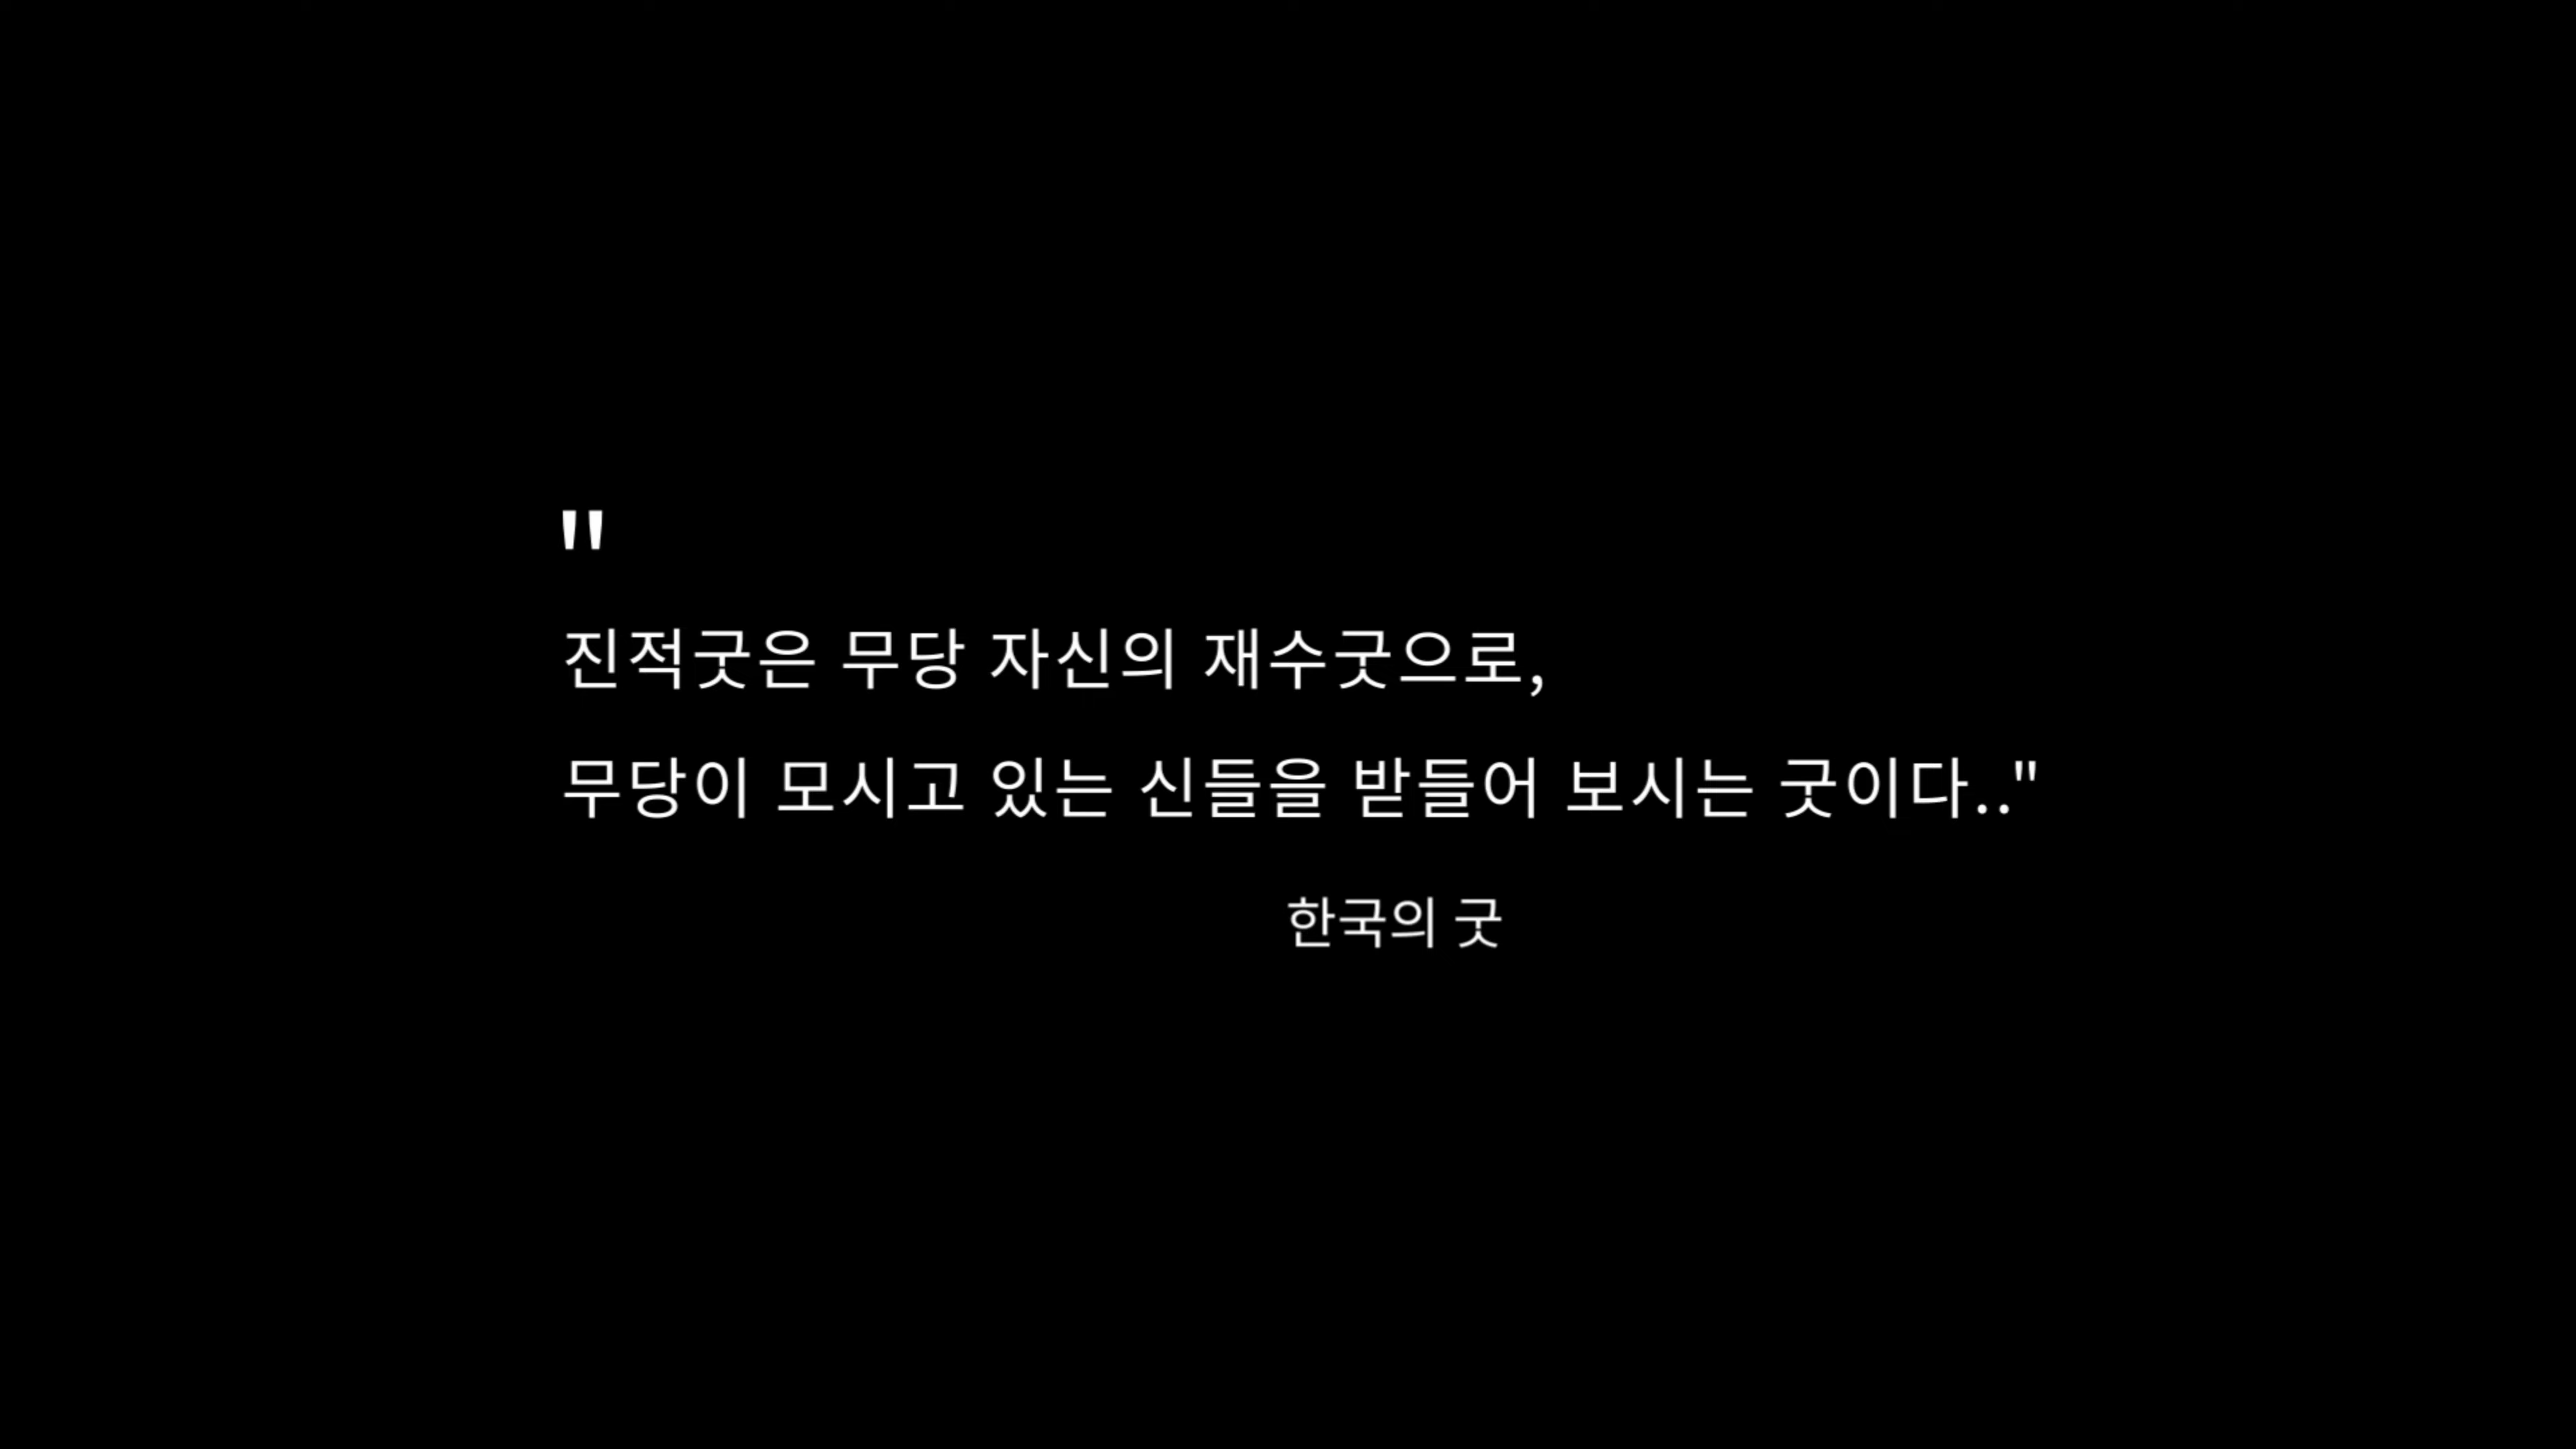 "
진적굿은 무당 자신의 재수굿으로,
무당이 모시고 있는 신들을 받들어 보시는 굿이다.."
한국의 굿